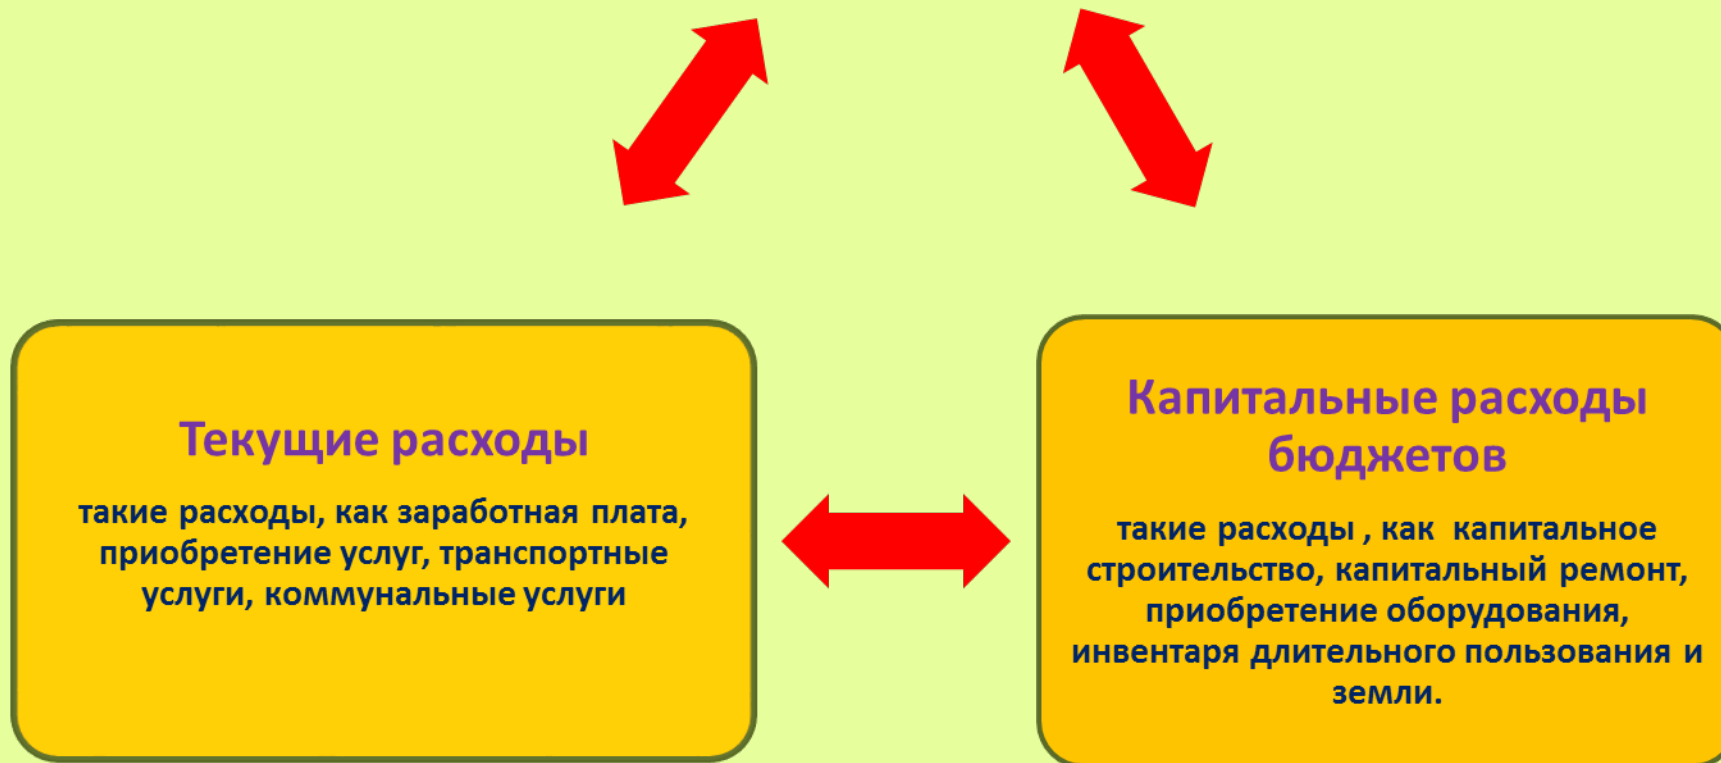 Текущие расходы
такие расходы, как заработная плата,
приобретение услуг, транспортные
услуги, коммунальные услуги
Капитальные расходы
бюджетов
такие расходы , как капитальное
строительство, капитальный ремонт,
приобретение оборудования,
инвентаря длительного пользования и
земли.